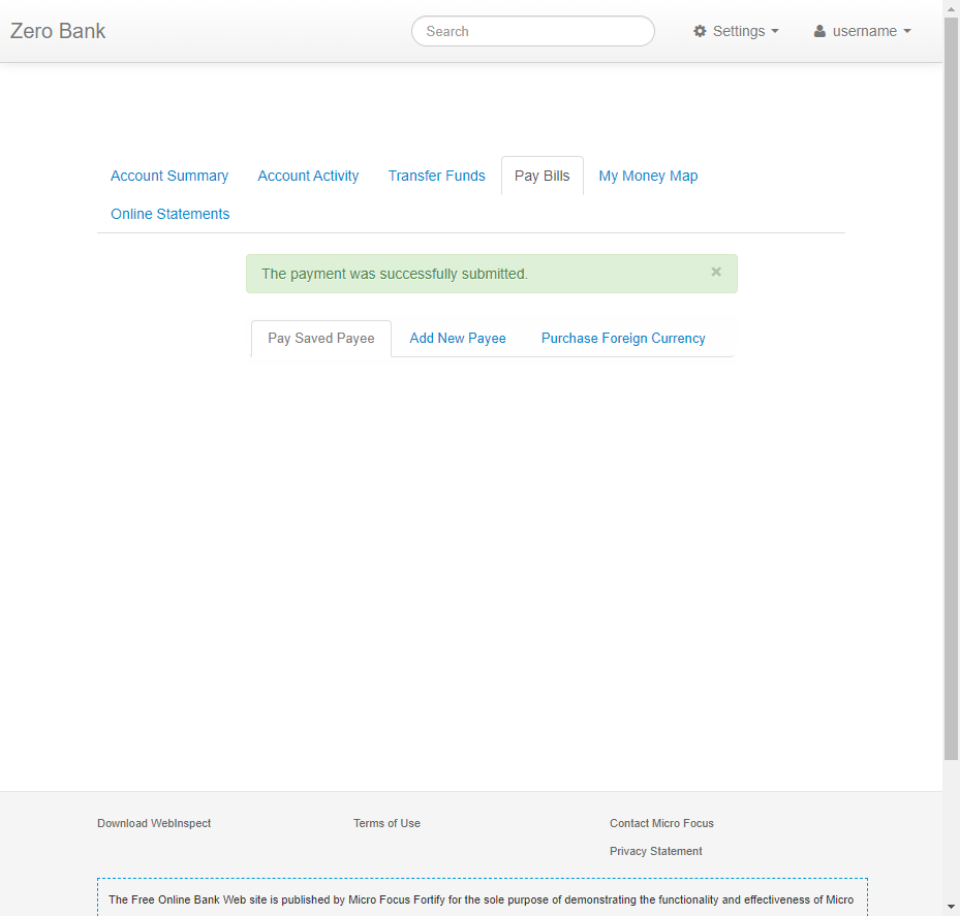 Zero Bank
Search
Settings
username
Account Summary
Account Activity
Transfer Funds
Pay Bills
My Money Map
Online Statements
The payment was successfully submitted.
×
Pay Saved Payee
Add New Payee
Purchase Foreign Currency
Download WebInspect
Terms of Use
Contact Micro Focus
Privacy Statement
The Free Online Bank Web site is published by Micro Focus Fortify for the sole purpose of demonstrating the functionality and effectiveness of Micro